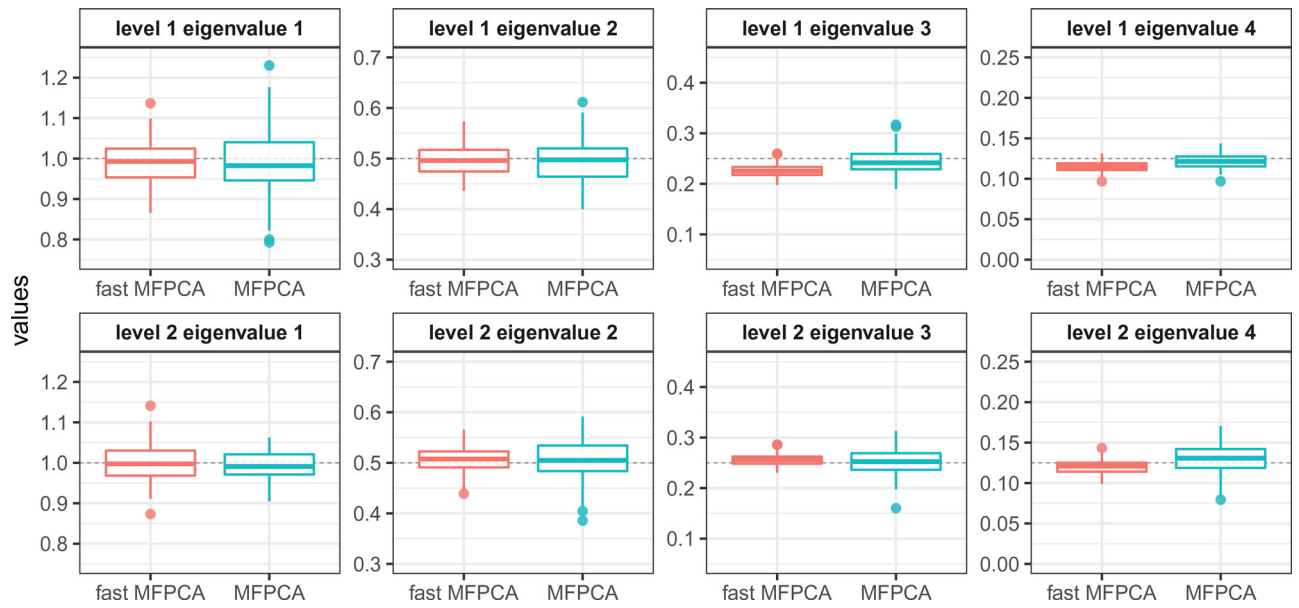 level 1 eigenvalue 1
level 1 eigenvalue 2
level 1 eigenvalue 3
level 1 eigenvalue 4
1.2
1.1
1.0
0.9
0.8
0.7
0.6
0.5
0.4
0.3
0.4
0.3
0.2
0.1
0.25
0.20
0.15
0.10
0.05
0.00
fast MFPCA MFPCA
fast MFPCA MFPCA
fast MFPCA MFPCA
fast MFPCA MFPCA
values
level 2 eigenvalue 1
level 2 eigenvalue 2
level 2 eigenvalue 3
level 2 eigenvalue 4
1.2
1.1
1.0
0.9
0.8
0.7
0.6
0.5
0.4
0.3
0.4
0.3
0.2
0.1
0.25
0.20
0.15
0.10
0.05
0.00
fast MFPCA MFPCA
fast MFPCA MFPCA
fast MFPCA MFPCA
fast MFPCA MFPCA